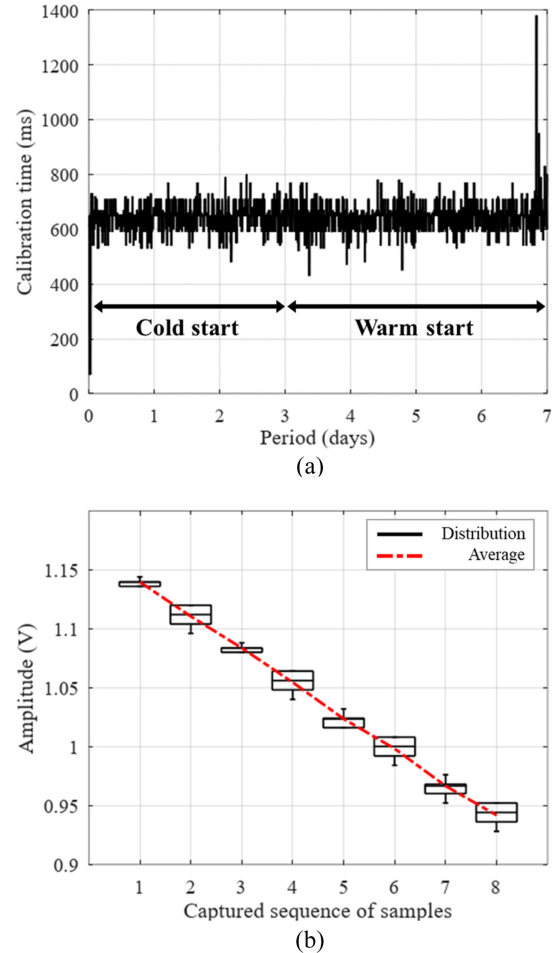 1400
1200
1000
800
600
400
200
0
Calibration time (ms)
Cold start
Warm start
0 1 2 3 4 5 6 7
Period (days)
(a)
Distribution
Average
1.15
1.1
1.05
1
0.95
0.9
Amplitude (V)
1 2 3 4 5 6 7 8
Captured sequence of samples
(b)